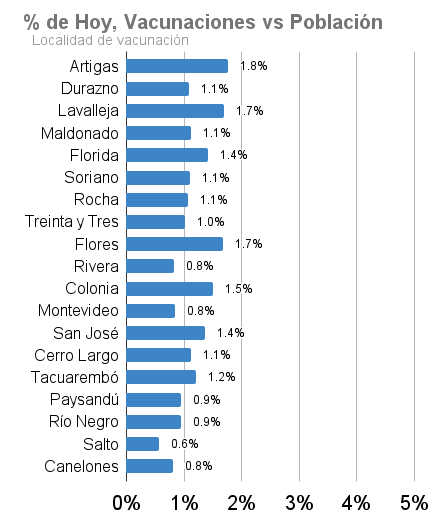 % de Hoy, Vacunaciones vs Población
Localidad de vacunación
Artigas 1.8%
Durazno 1.1%
Lavalleja 1.7%
Maldonado 1.1%
Florida 1.4%
Soriano 1.1%
Rocha 1.1%
Treinta y Tres 1.0%
Flores 1.7%
Rivera 0.8%
Colonia 1.5%
Montevideo 0.8%
San José 1.4%
Cerro Largo 1.1%
Tacuarembó 1.2%
Paysandú 0.9%
Río Negro 0.9%
Salto 0.6%
Canelones 0.8%
0% 1% 2% 3% 4% 5%